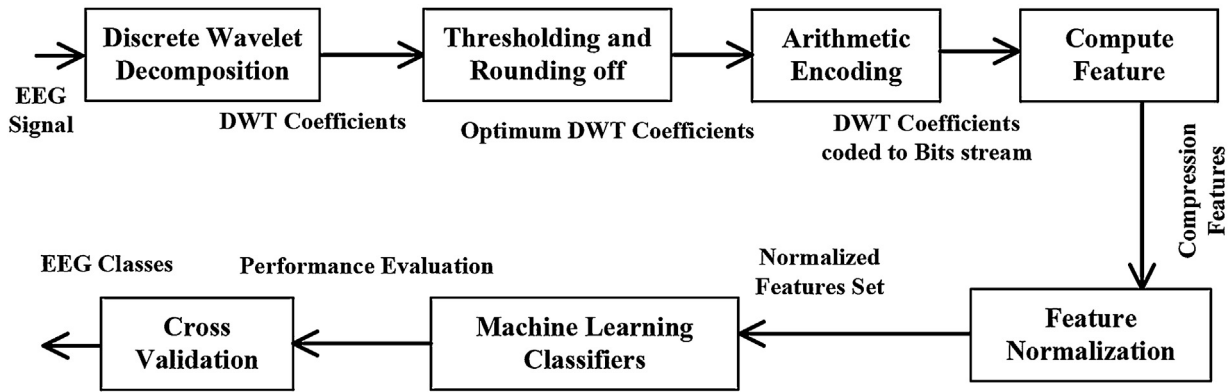 Discrete Wavelet
Decomposition
Thresholding and
Rounding off
Arithmetic
Encoding
Compute
Feature
EEG
Signal
DWT Coefficients
Optimum DWT Coefficients
DWT Coefficients
coded to Bits stream
Compression
Features
EEG Classes
Performance Evaluation
Normalized
Features Set
Cross
Validation
Machine Learning
Classifiers
Feature
Normalization